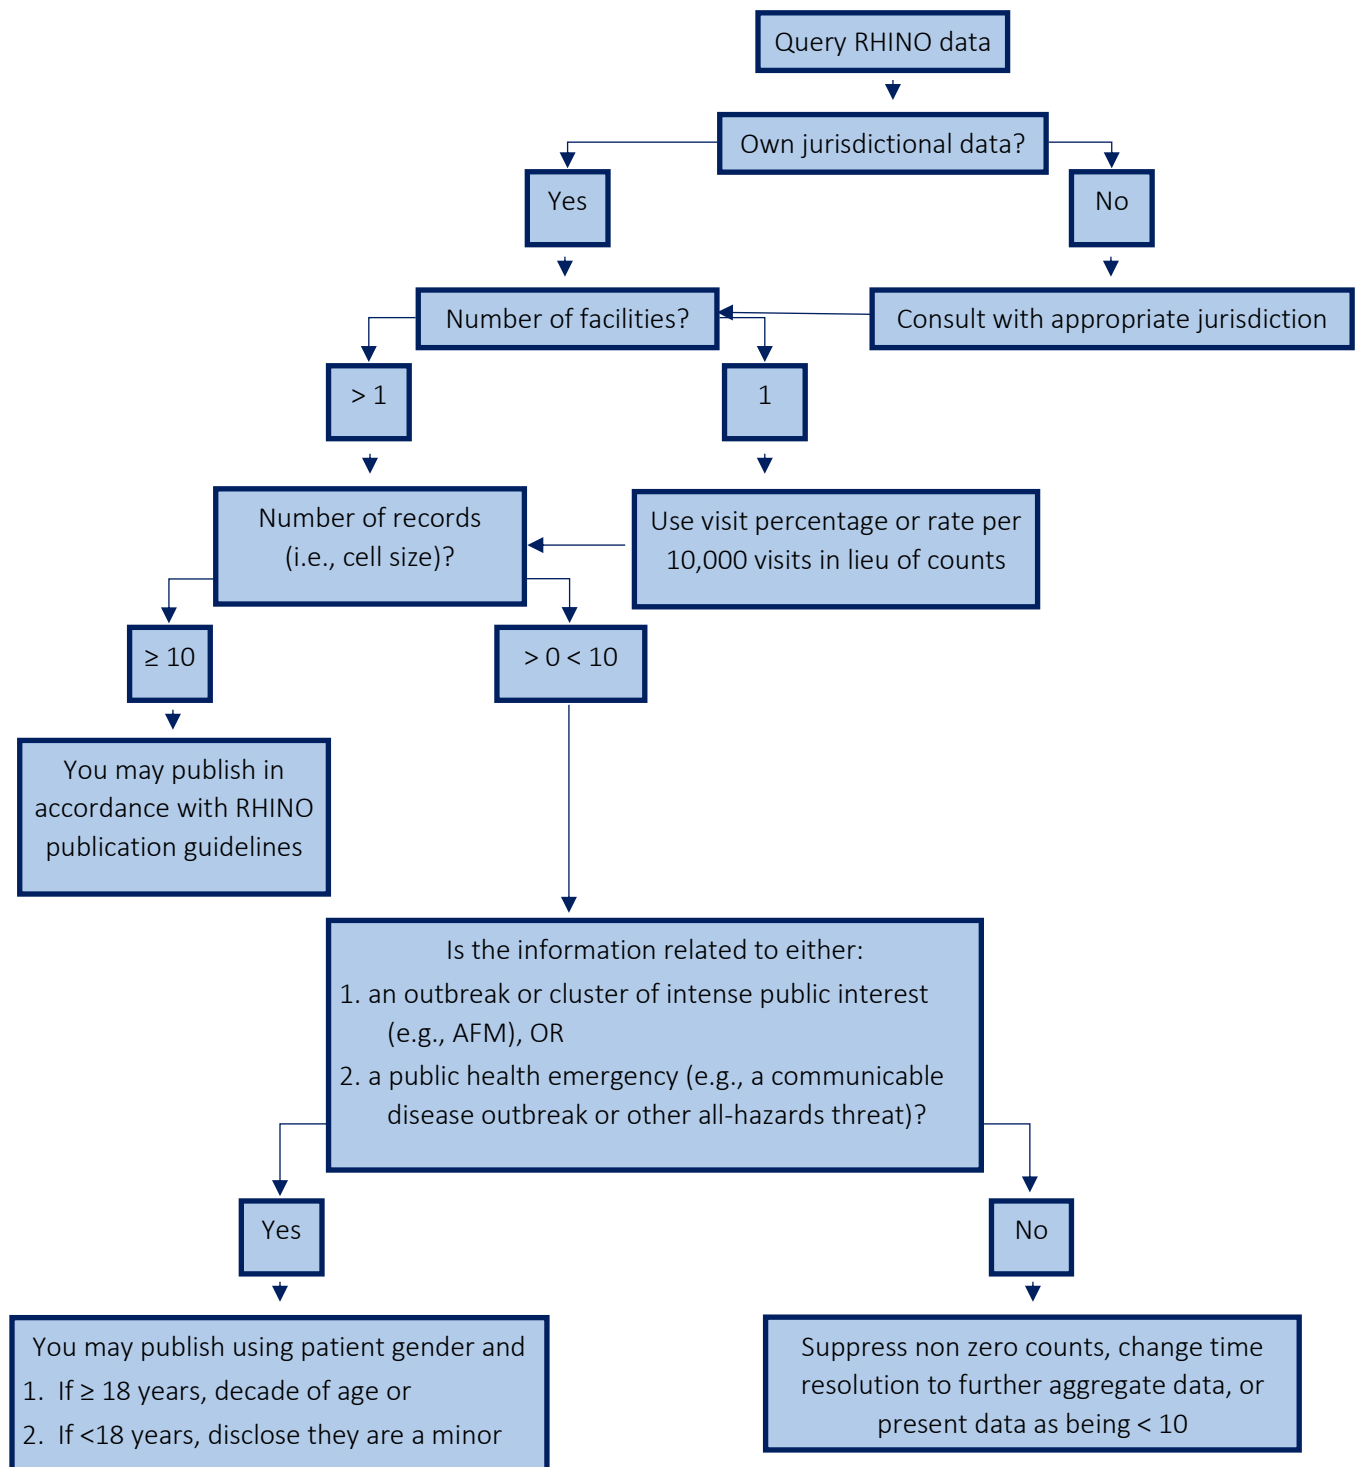 Query RHINO data
Own jurisdictional data?
Yes
No
Number of facilities?
Consult with appropriate jurisdiction
> 1
1
Number of records
(i.e., cell size)?
Use visit percentage or rate per
10,000 visits in lieu of counts
≥ 10
> 0 < 10
You may publish in
accordance with RHINO
publication guidelines
Is the information related to either:
1. an outbreak or cluster of intense public interest
(e.g., AFM), OR
2. a public health emergency (e.g., a communicable
disease outbreak or other all-hazards threat)?
Yes
No
You may publish using patient gender and
1. If ≥ 18 years, decade of age or
2. If <18 years, disclose they are a minor
Suppress non zero counts, change time
resolution to further aggregate data, or
present data as being < 10